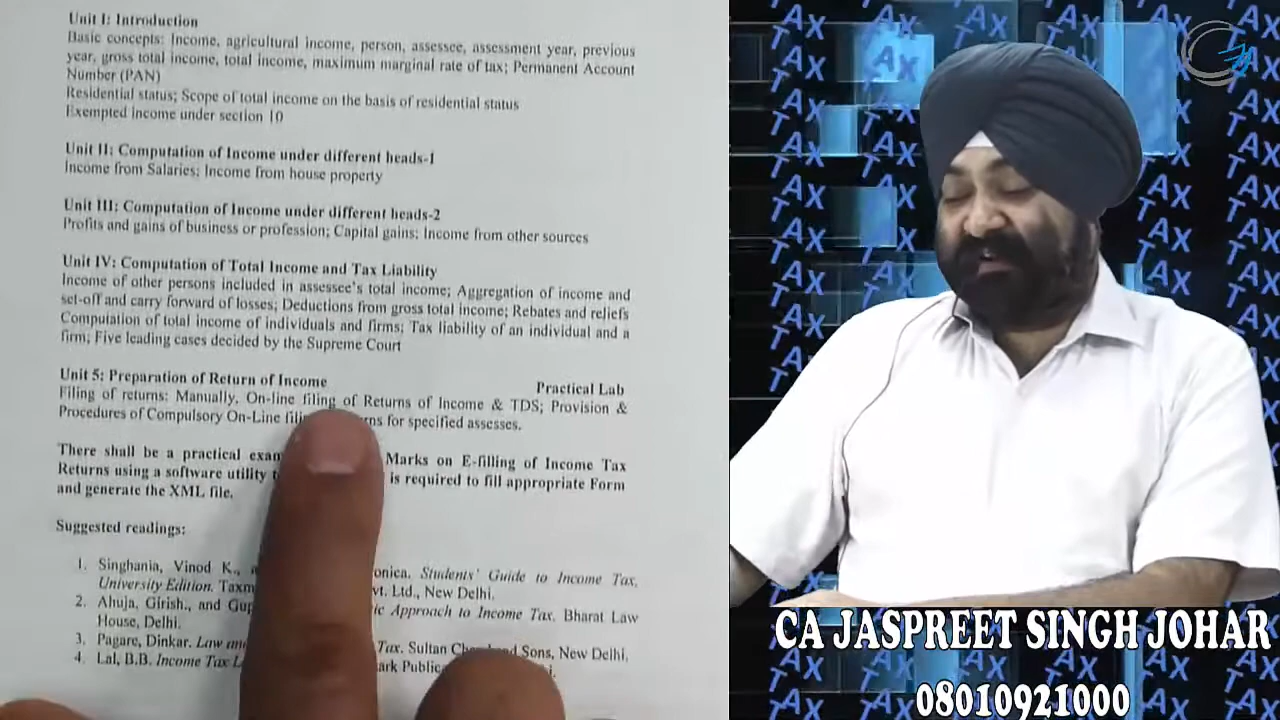 Unit I: Introduction
Basic concepts: Income, agricultural income, person, assessee, assessment year, previous
year, gross total income, total income, maximum marginal rate of tax; Permanent Account
Number (PAN)
Residential status; Scope of total income on the basis of residential status
Exempted income under section 10
Unit II: Computation of Income under different heads-1
Income from Salaries; Income from house property
Unit III: Computation of Income under different heads-2
Profits and gains of business or profession; Capital gains; Income from other sources
Unit IV: Computation of Total Income and Tax Liability
Income of other persons included in assessee's total income; Aggregation of income and
set-off and carry forward of losses; Deductions from gross total income; Rebates and reliefs
Computation of total income of individuals and firms; Tax liability of an individual and a
firm; Five leading cases decided by the Supreme Court
Unit 5: Preparation of Return of Income Practical Lab
Filing of returns: Manually, On-line filing of Returns of Income & TDS; Provision &
Procedures of Compulsory On-Line for specified assesses.
There shall be a practical Marks on E-filling of Income Tax
Returns using a software utility is required to fill appropriate Form
and generate the XML file.
Suggested readings:
1. Singhania, Vinod K., Students' Guide to Income Tax,
University Edition. Ltd., New Delhi.
2. Ahuja, Girish., and Approach to Income Tax. Bharat Law
House, Delhi.
3. Pagare, Dinkar. Law Tax. Sultan and Sons, New Delhi.
4. Lal, B.B. Income Tax
CA JASPREET SINGH JOHAR
08010921000